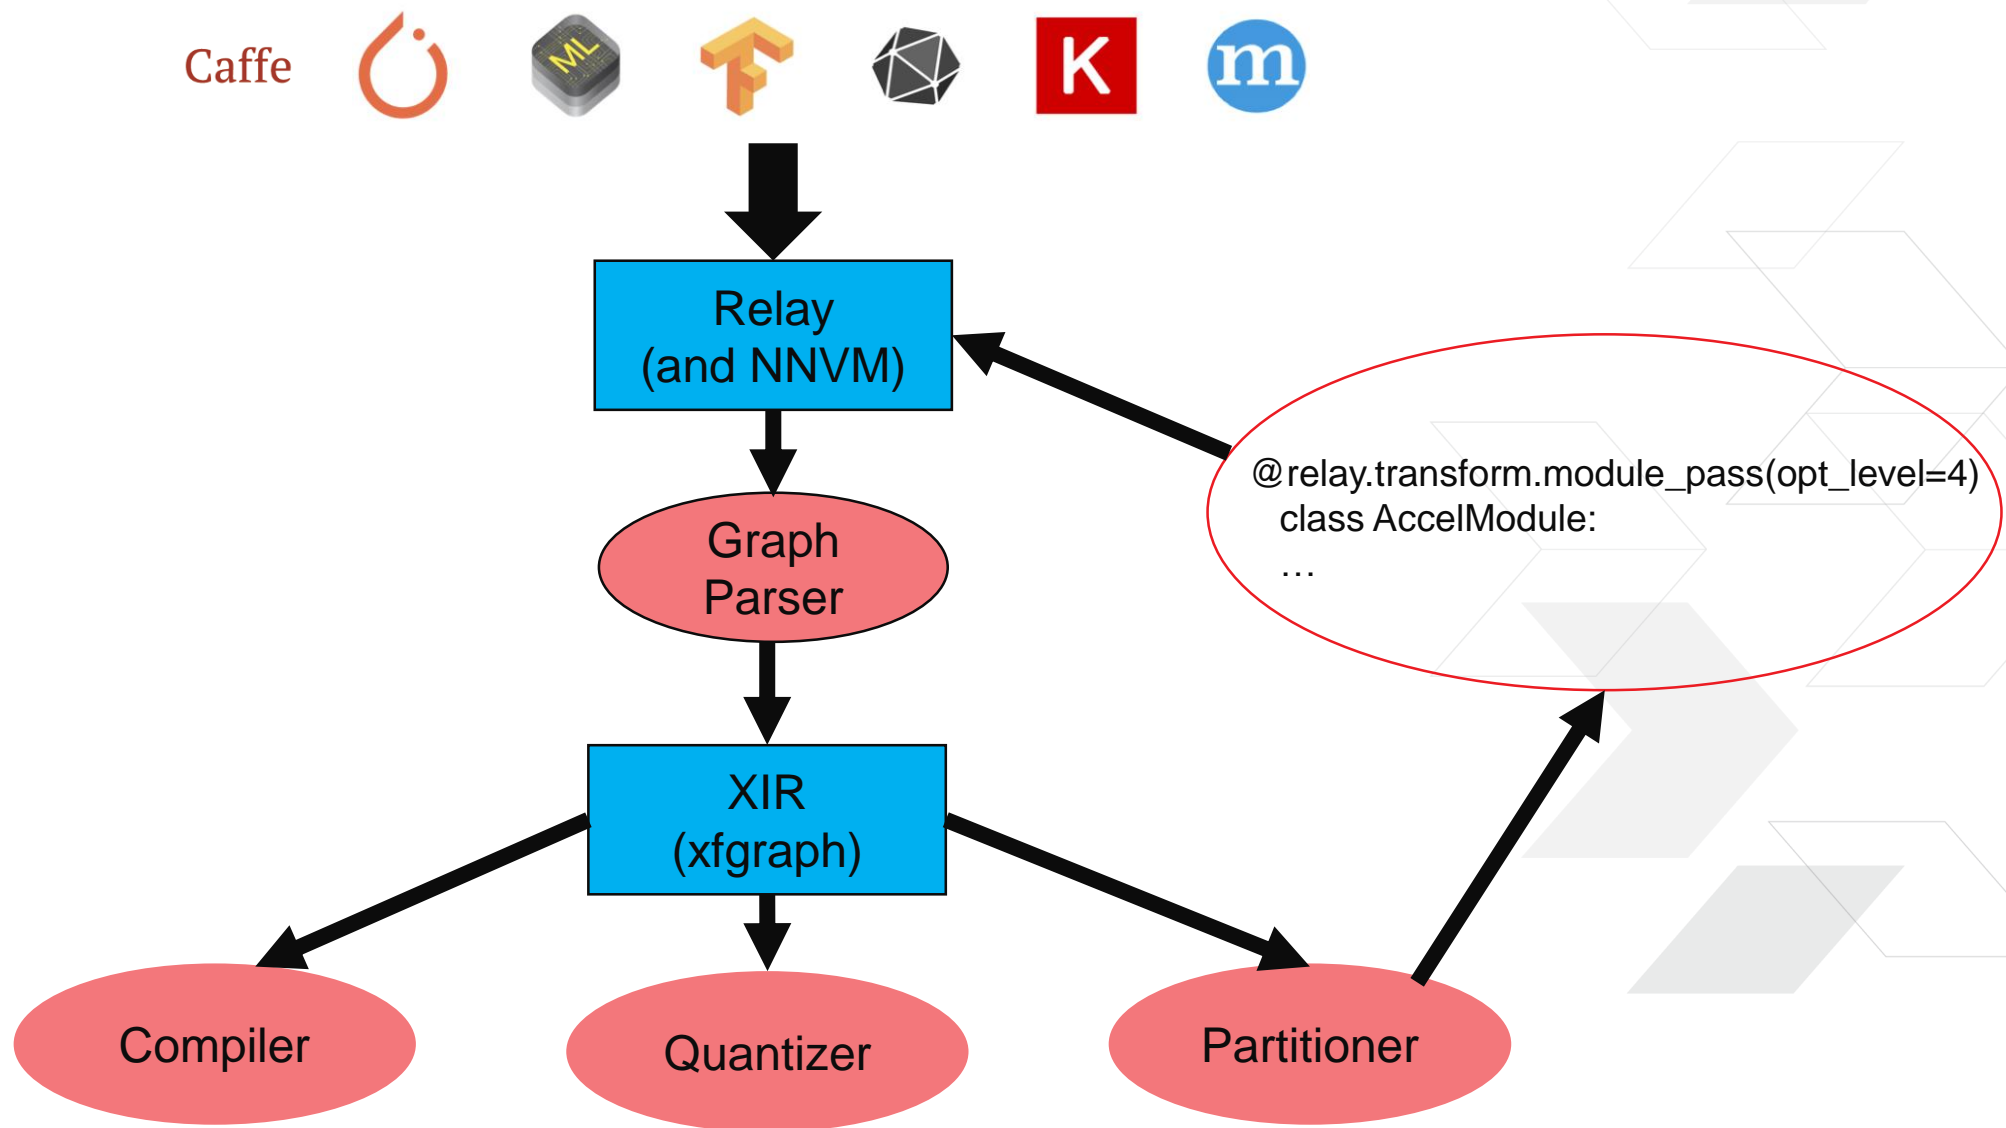 Caffe
ML
K
m
Relay
(and NNVM)
@relay.transform.module_pass(opt_level=4)
class AccelModule:
…
Graph
Parser
XIR
(xfgraph)
Compiler
Quantizer
Partitioner